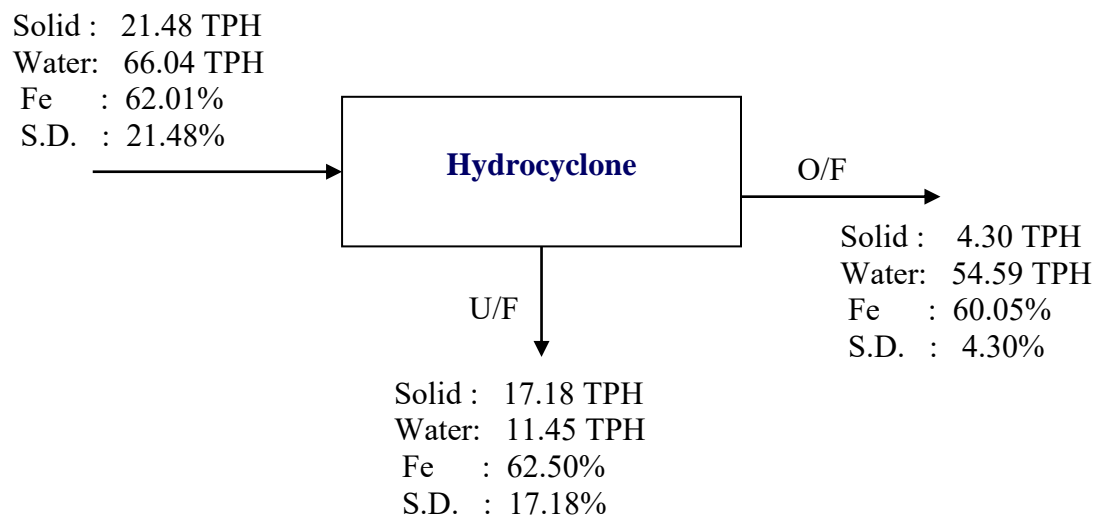 Solid : 21.48 TPH
Water: 66.04 TPH
Fe : 62.01%
S.D. : 21.48%
Hydrocyclone
O/F
Solid : 4.30 TPH
Water: 54.59 TPH
Fe : 60.05%
S.D. : 4.30%
U/F
Solid : 17.18 TPH
Water: 11.45 TPH
Fe : 62.50%
S.D. : 17.18%